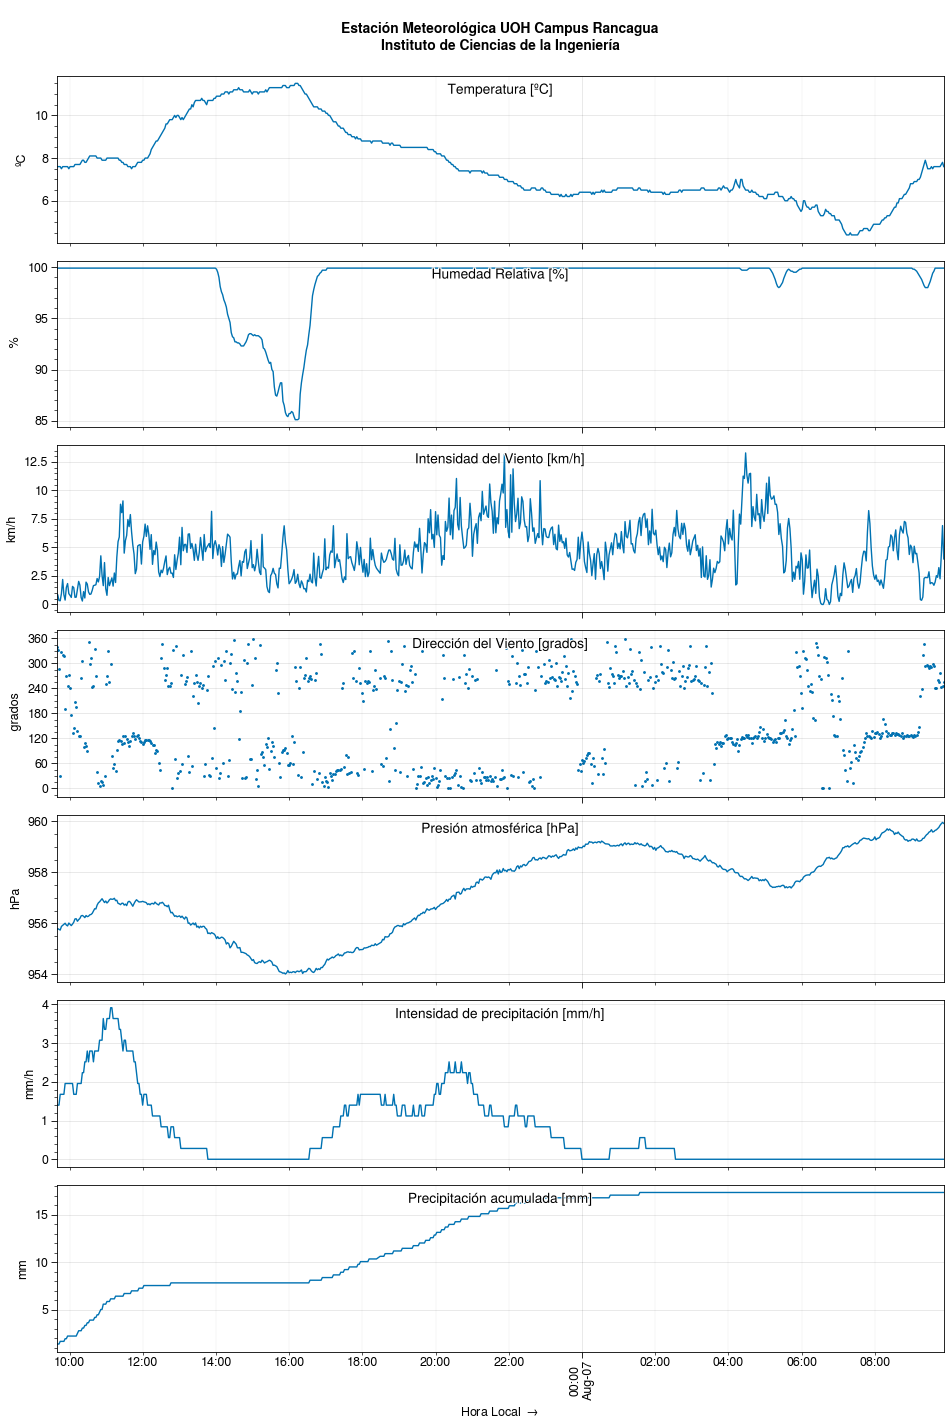 Estación Meteorológica UOH Campus Rancagua
Instituto de Ciencias de la Ingeniería
Temperatura [ºC]
ºC
10
8
6
Humedad Relativa [%]
%
100
95
90
85
Intensidad del Viento [km/h]
km/h
12.5
10
7.5
5
2.5
0
Dirección del Viento [grados]
grados
360
300
240
180
120
60
0
Presión atmosférica [hPa]
hPa
960
958
956
954
Intensidad de precipitación [mm/h]
mm/h
4
3
2
1
0
Precipitación acumulada [mm]
mm
15
10
5
10:00 12:00 14:00 16:00 18:00 20:00 22:00 00:00 02:00 04:00 06:00 08:00
Aug-07
Hora Local →